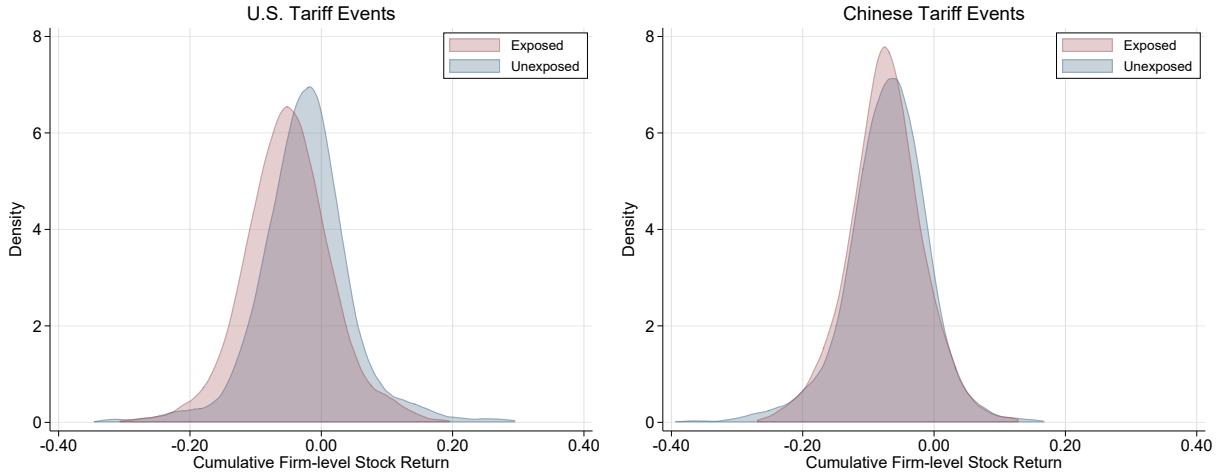 U.S. Tariff Events
Exposed
Unexposed
8
6
4
2
0
Density
-0.40
-0.20
0.00
0.20
0.40
Cumulative Firm-level Stock Return
Chinese Tariff Events
Exposed
Unexposed
8
6
4
2
0
Density
-0.40
-0.20
0.00
0.20
0.40
Cumulative Firm-level Stock Return